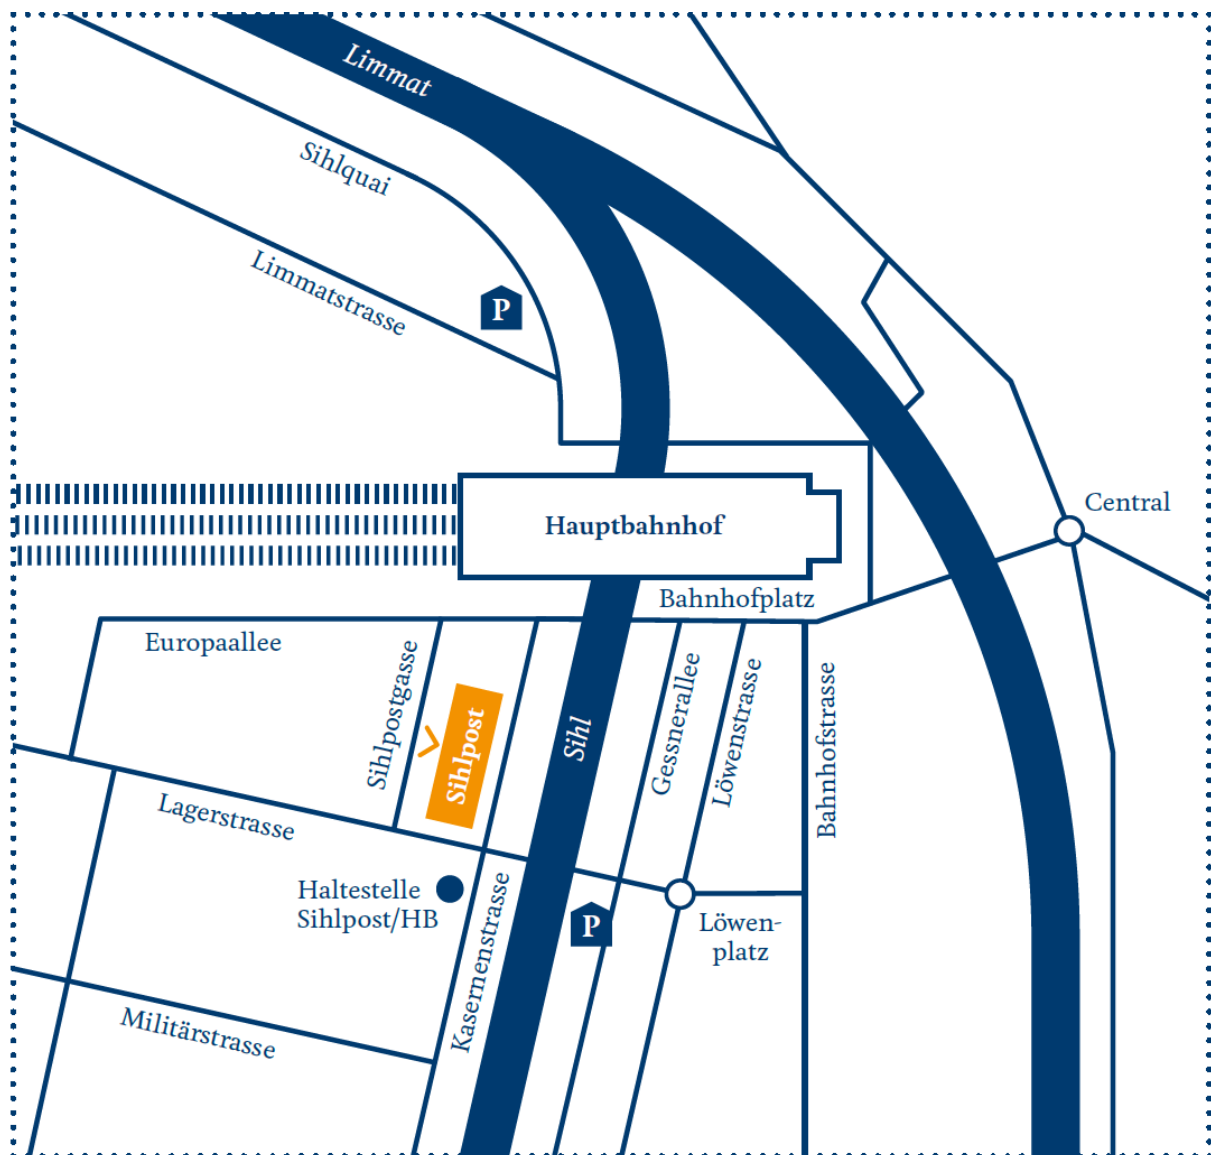 Limmat
Sihlquai
Limmatstrasse
P
Central
Hauptbahnhof
Bahnhofplatz
Europaallee
Sihlpostgasse
Sihlpost
Sihl
Gessnerallee
Löwenstrasse
Bahnhofstrasse
Lagerstrasse
Haltestelle
Sihlpost/HB
Kasernenstrasse
P
Löwen-
platz
Militärstrasse